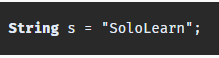 String s = "SoloLearn";